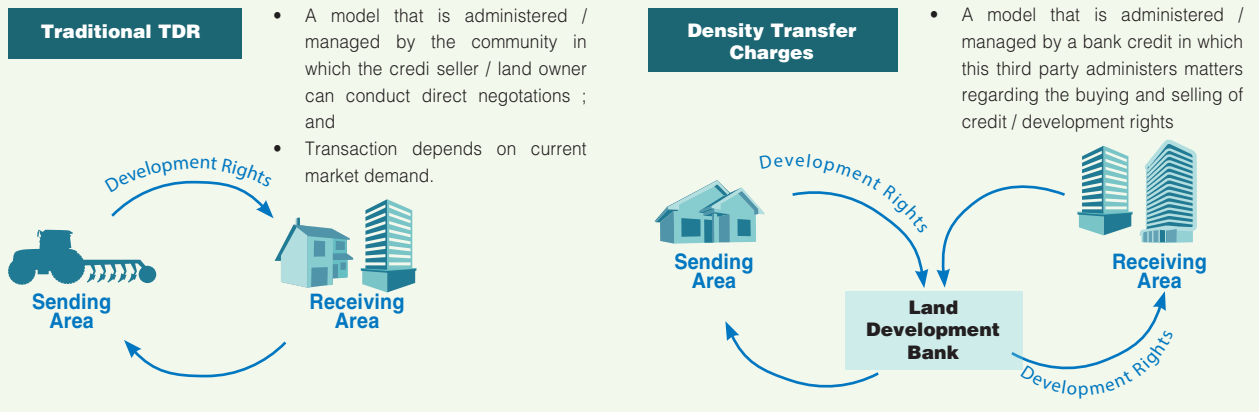 Traditional TDR
• A model that is administered /
managed by the community in
which the credi seller / land owner
can conduct direct negotations ;
and
• Transaction depends on current
market demand.
Development Rights
Sending
Area
Receiving
Area
Density Transfer
Charges
• A model that is administered /
managed by a bank credit in which
this third party administers matters
regarding the buying and selling of
credit / development rights
Development Rights
Sending
Area
Receiving
Area
Land
Development
Bank
Development Rights